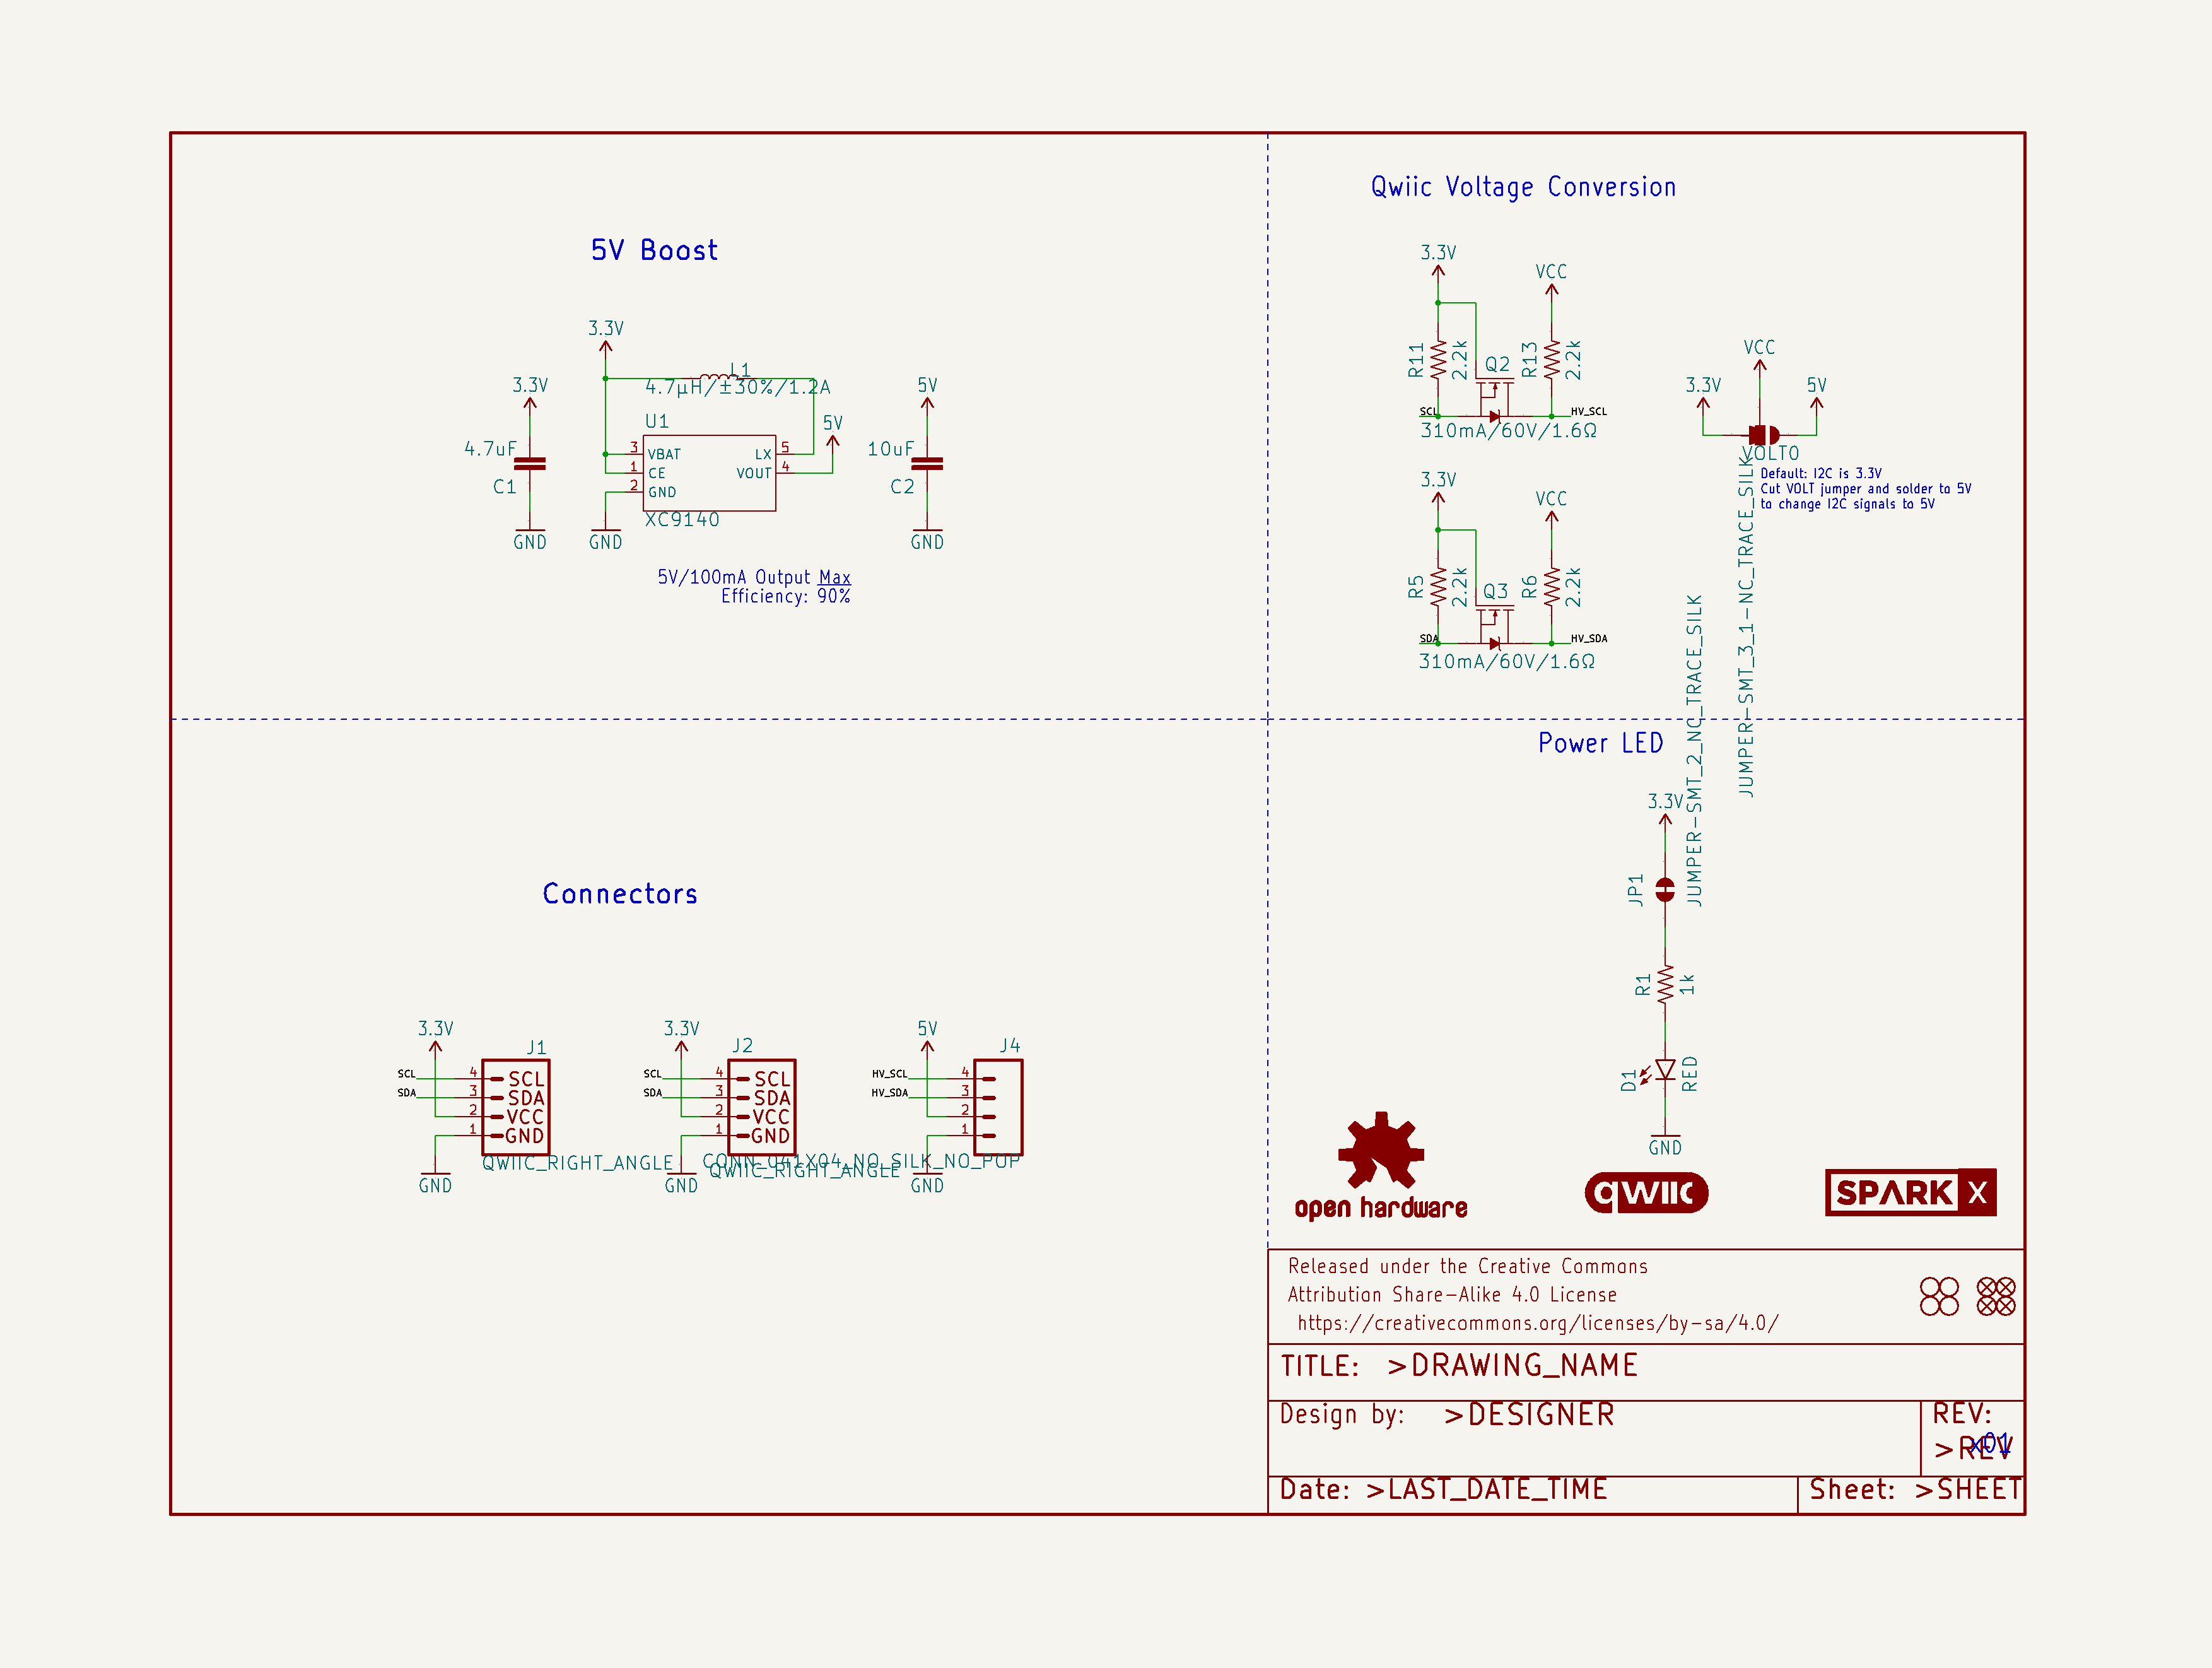 5V Boost
3.3V
L1
4.7µH/±30%/1.2A
3.3V
4.7uF
C1
GND
U1
3 VBAT
1 CE
2 GND
LX 5
VOUT 4
XC9140
GND
5V
5V
10uF
C2
GND
5V/100mA Output Max
Efficiency: 90%
Qwiic Voltage Conversion
3.3V
VCC
R11
2.2k
Q2
R13
2.2k
SCL
HV_SCL
310mA/60V/1.6Ω
3.3V
VCC
R5
2.2k
Q3
R6
2.2k
SDA
HV_SDA
310mA/60V/1.6Ω
VCC
3.3V
5V
VOLT0
JUMPER-SMT_3_1-NC_TRACE_SILK
Default: I2C is 3.3V
Cut VOLT jumper and solder to 5V
to change I2C signals to 5V
Connectors
3.3V
J1
SCL 4 SCL
SDA 3 SDA
2 VCC
1 GND
QWIIC_RIGHT_ANGLE
GND
3.3V
J2
SCL 4 SCL
SDA 3 SDA
2 VCC
1 GND
QWIIC_RIGHT_ANGLE
GND
5V
J4
HV_SCL 4
HV_SDA 3
2
1
CONN_041X04_NO_SILK_NO_POP
GND
Power LED
3.3V
JP1
JUMPER-SMT_2_NC_TRACE_SILK
R1
1k
D1
RED
GND
open hardware
qwiic
SPARK X
Released under the Creative Commons
Attribution Share-Alike 4.0 License
https://creativecommons.org/licenses/by-sa/4.0/
TITLE: >DRAWING_NAME
Design by: >DESIGNER
REV:
>REV
x01
Date: >LAST_DATE_TIME
Sheet: >SHEET